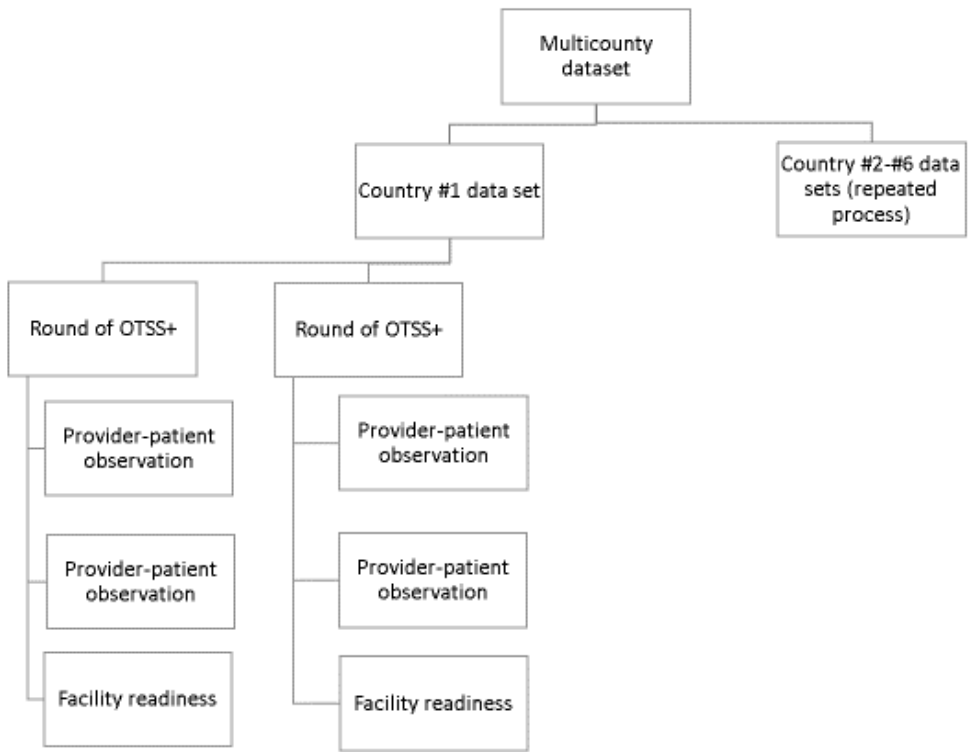 Multicounty
dataset
Country #1 data set
Country #2-#6 data
sets (repeated
process)
Round of OTSS+
Round of OTSS+
Provider-patient
observation
Provider-patient
observation
Provider-patient
observation
Provider-patient
observation
Facility readiness
Facility readiness